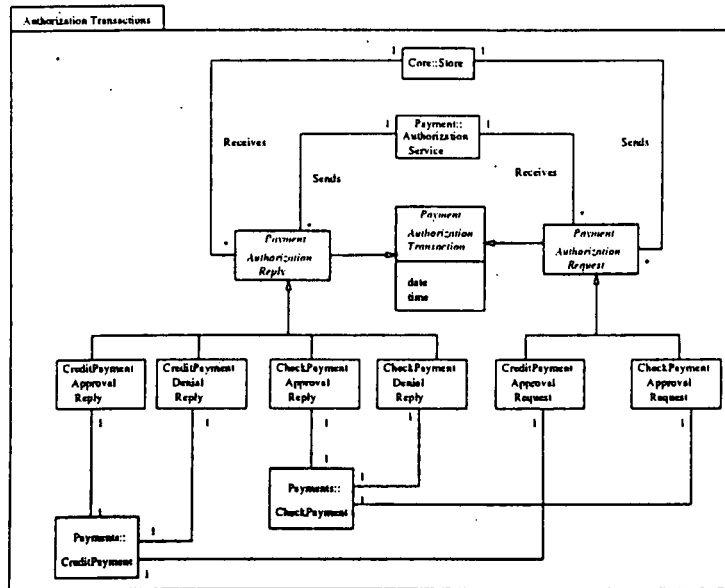 Authorization Transactions
1
1
Core::Store
1
Payment::
1
Authorization
Service
Receives
Sends
Sends
Receives
*
*
Payment
Authorization
Reply
Payment
Authorization
Transaction
date
time
*
*
Payment
Authorization
Request
CreditPayment
Approval
Reply
CreditPayment
Denial
Reply
CheckPayment
Approval
Reply
CheckPayment
Denial
Reply
CreditPayment
Approval
Request
CheckPayment
Approval
Request
1
1
1
1
1
1
1
1
1
Payments::
CheckPayment
1
1
Payments::
CreditPayment
1